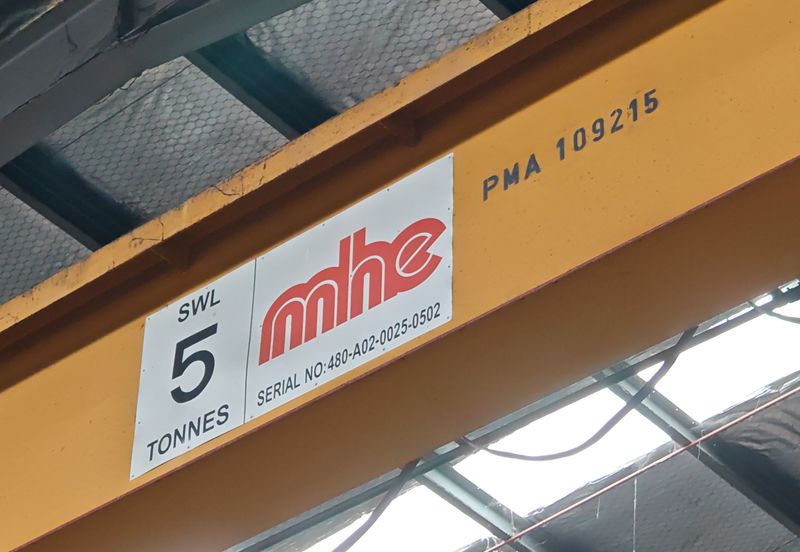 PMA 109215
SWL
5
TONNES
mhe
SERIAL NO:480-A02-0025-0502